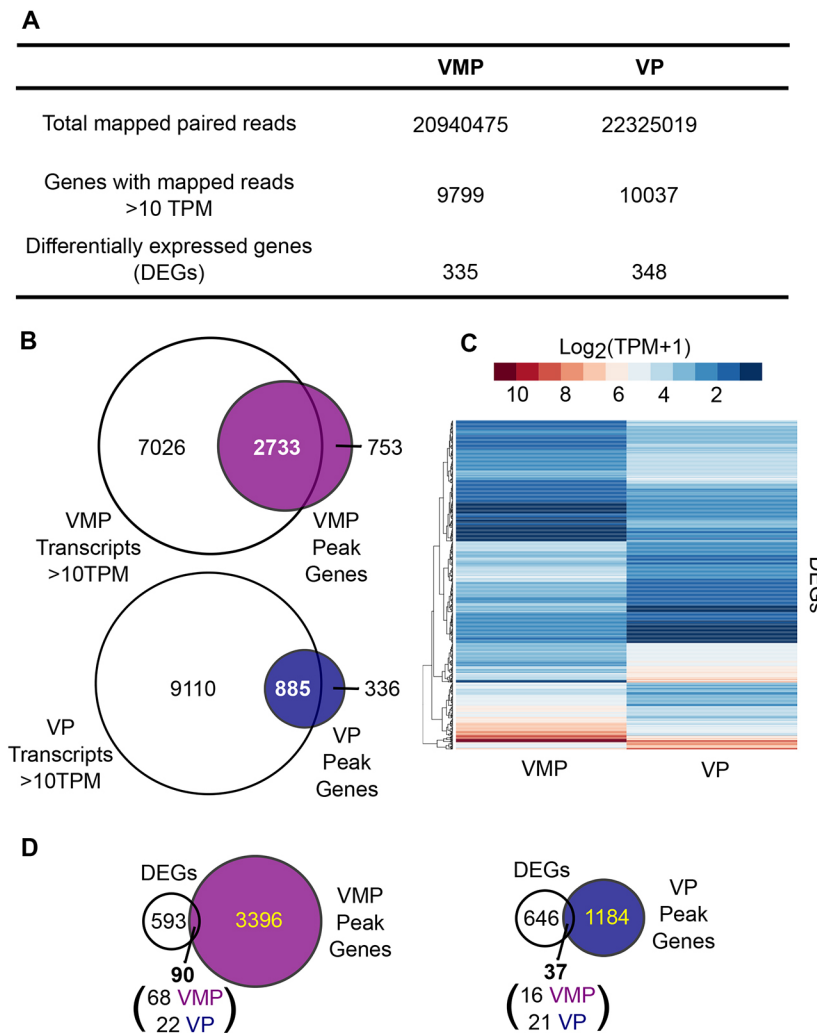 A
VMP VP
Total mapped paired reads 20940475 22325019
Genes with mapped reads
>10 TPM 9799 10037
Differentially expressed genes
(DEGs) 335 348
B
7026 2733 753
VMP
Transcripts
>10TPM
VMP
Peak
Genes
9110 885 336
VP
Transcripts
>10TPM
VP
Peak
Genes
C
Log2(TPM+1)
10 8 6 4 2
DEGs
VMP VP
D
DEGs
593 3396
VMP
Peak
Genes
90
(68 VMP
22 VP)
DEGs
646 1184
VP
Peak
Genes
37
(16 VMP
21 VP)